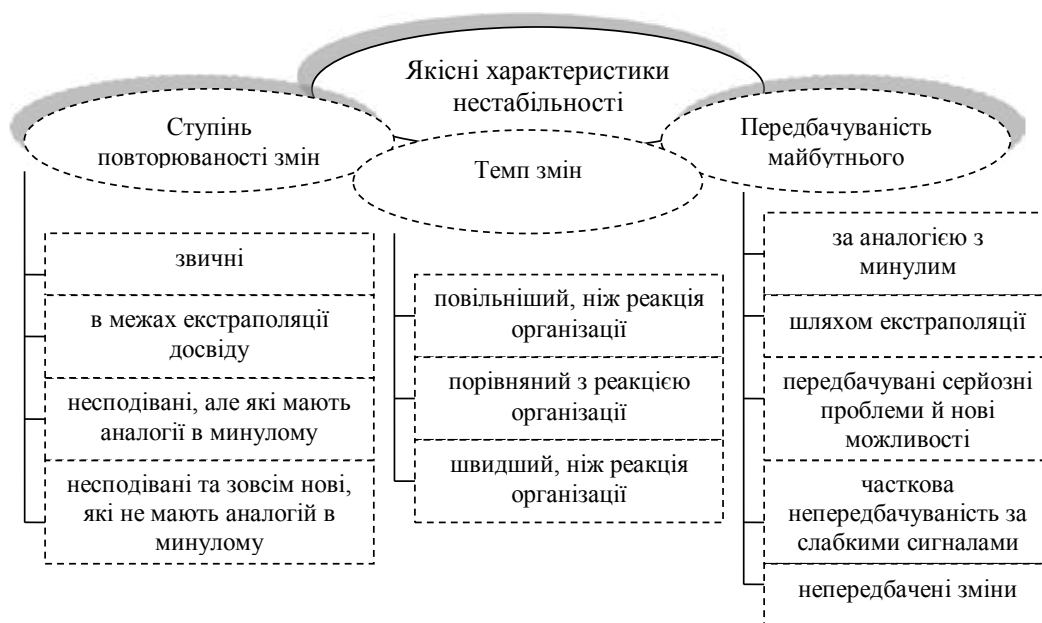 Якісні характеристики
нестабільності
Ступінь
повторюваності змін
Темп змін
Передбачуваність
майбутнього
звичні
в межах екстраполяції
досвіду
несподівані, але які мають
аналогії в минулому
несподівані та зовсім нові,
які не мають аналогій в
минулому
повільніший, ніж реакція
організації
порівняний з реакцією
організації
швидший, ніж реакція
організації
за аналогією з
минулим
шляхом екстраполяції
передбачувані серйозні
проблеми й нові
можливості
часткова
непередбачуваність за
слабкими сигналами
непередбачені зміни